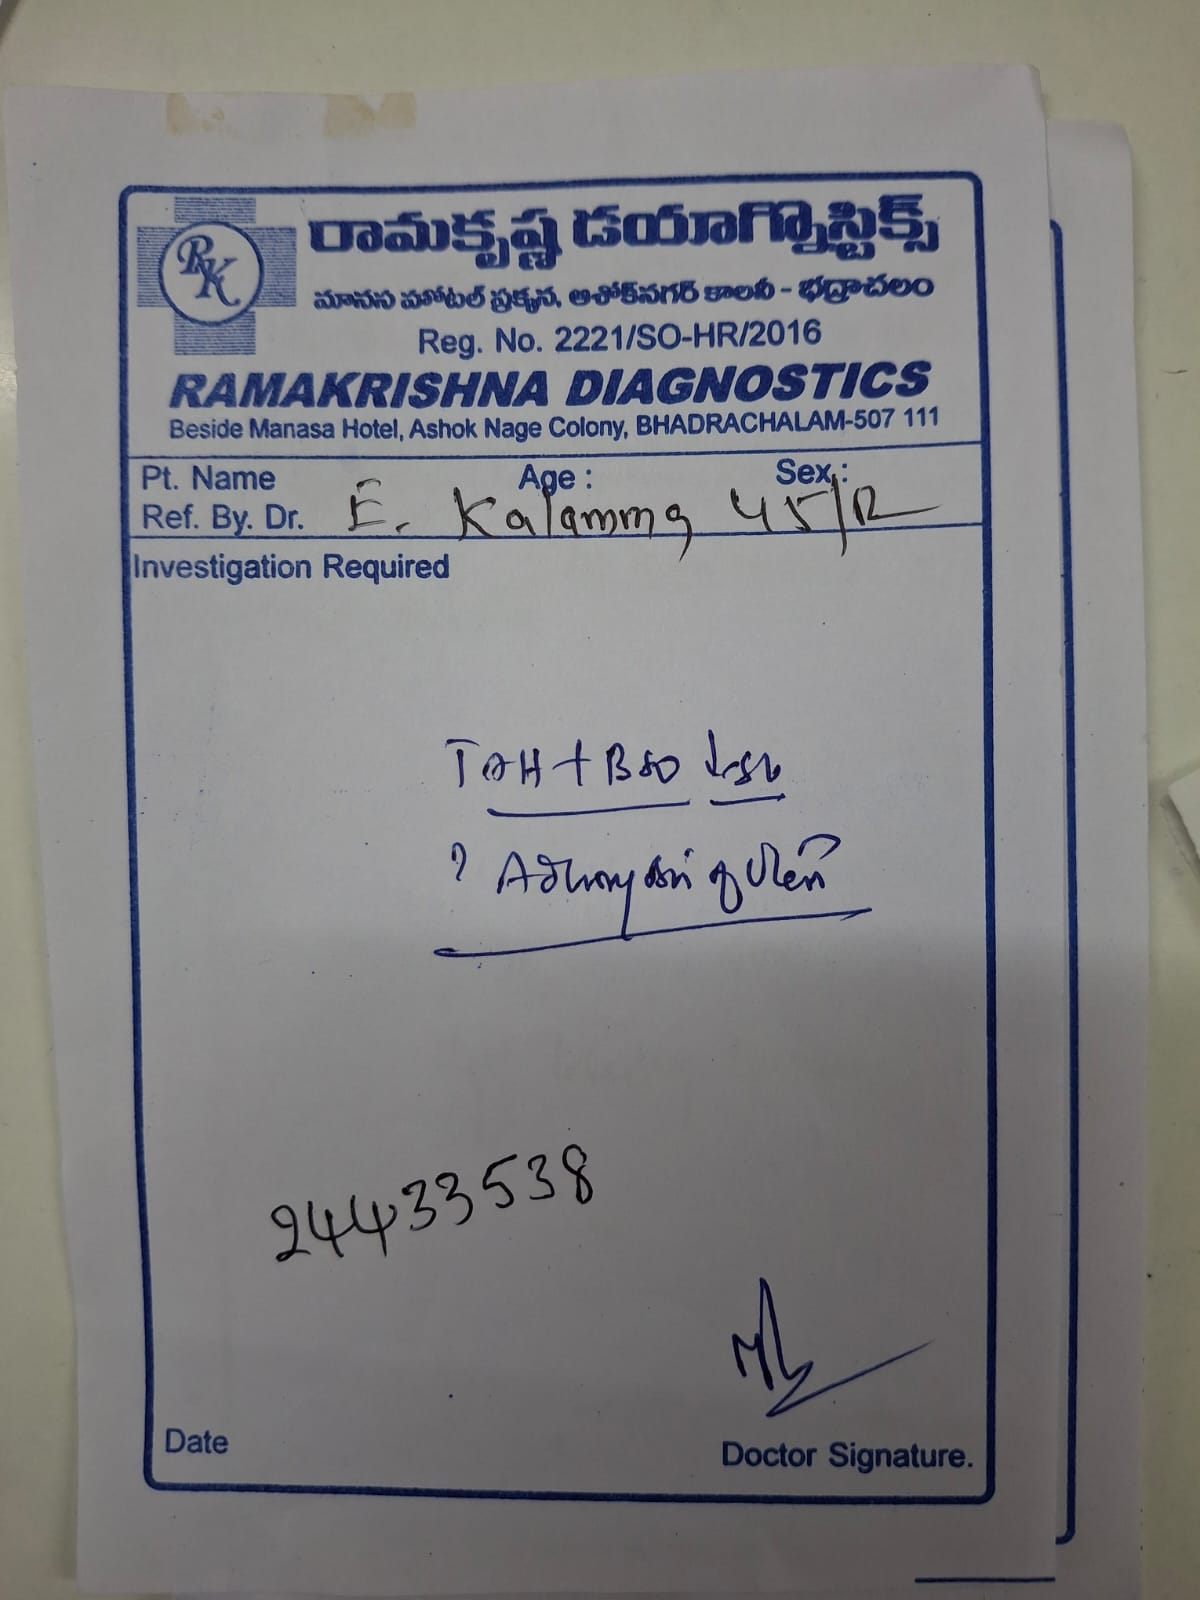 RK
రామకృష్ణ డయాగ్నొస్టిక్స్
మానస హోటల్ ప్రక్కన, అశోక్‌నగర్ కాలనీ - భద్రాచలం
Reg. No. 2221/SO-HR/2016
RAMAKRISHNA DIAGNOSTICS
Beside Manasa Hotel, Ashok Nage Colony, BHADRACHALAM-507 111
Pt. Name Age : Sex :
Ref. By. Dr. E. Kalamma 45/
Investigation Required
TAH + BSO
?
24433538
Date
Doctor Signature.